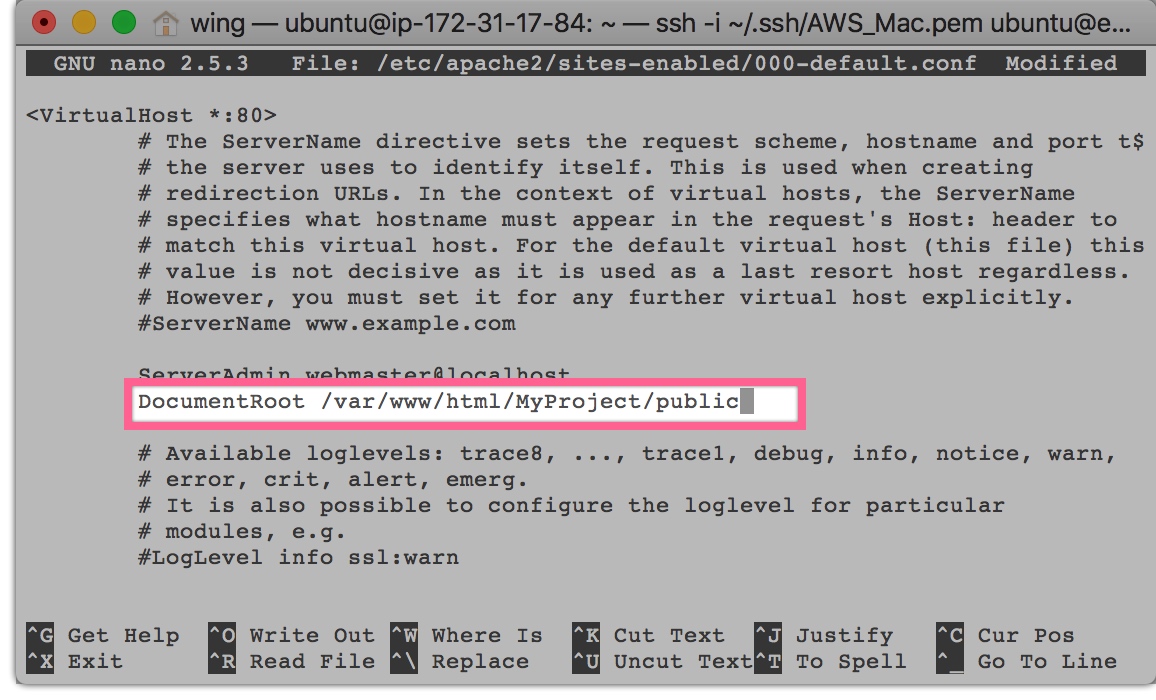 wing — ubuntu@ip-172-31-17-84: ~ — ssh -i ~/.ssh/AWS_Mac.pem ubuntu@e...
GNU nano 2.5.3 File: /etc/apache2/sites-enabled/000-default.conf Modified
<VirtualHost *:80>
# The ServerName directive sets the request scheme, hostname and port t$
# the server uses to identify itself. This is used when creating
# redirection URLs. In the context of virtual hosts, the ServerName
# specifies what hostname must appear in the request's Host: header to
# match this virtual host. For the default virtual host (this file) this
# value is not decisive as it is used as a last resort host regardless.
# However, you must set it for any further virtual host explicitly.
#ServerName www.example.com
ServerAdmin webmaster@localhost
DocumentRoot /var/www/html/MyProject/public
# Available loglevels: trace8, ..., trace1, debug, info, notice, warn,
# error, crit, alert, emerg.
# It is also possible to configure the loglevel for particular
# modules, e.g.
#LogLevel info ssl:warn
^G Get Help ^O Write Out ^W Where Is ^K Cut Text ^J Justify ^C Cur Pos
^X Exit ^R Read File ^\ Replace ^U Uncut Text ^T To Spell ^_ Go To Line